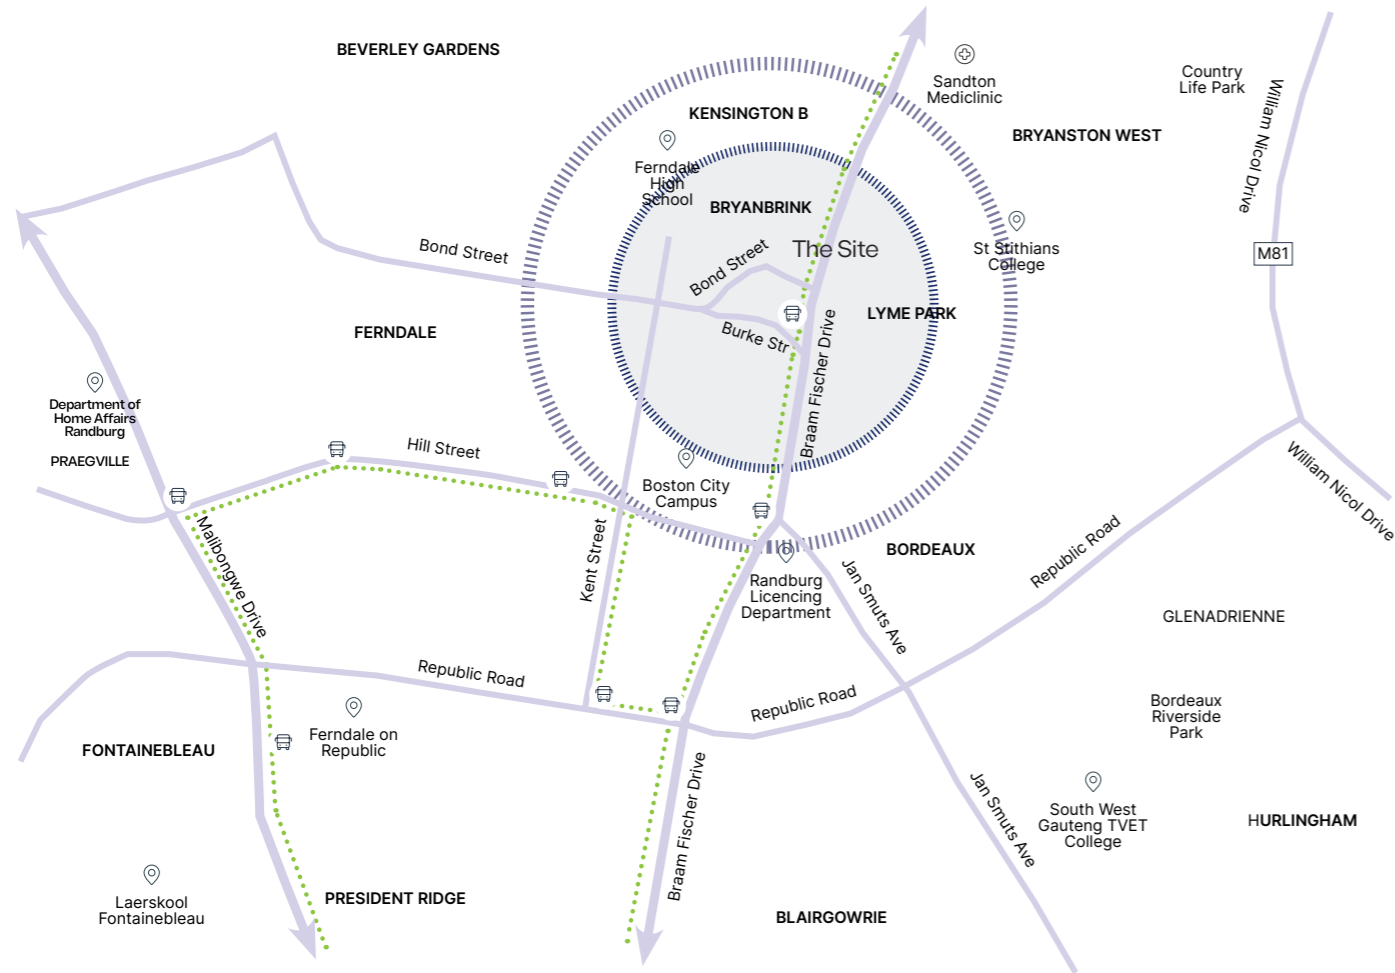 BEVERLEY GARDENS
Sandton
Mediclinic
Country
Life Park
William Nicol Drive
KENSINGTON B
BRYANSTON WEST
Ferndale
High
School
BRYANBRINK
The Site
St Stithians
College
Bond Street
Bond Street
M81
LYME PARK
FERNDALE
Burke Str
Braam Fischer Drive
Department of
Home Affairs
Randburg
PRAEGVILLE
Hill Street
William Nicol Drive
Boston City
Campus
Malibongwe Drive
Kent Street
BORDEAUX
Republic Road
Randburg
Licencing
Department
Jan Smuts Ave
GLENADRIENNE
Republic Road
Republic Road
Bordeaux
Riverside
Park
Ferndale on
Republic
FONTAINEBLEAU
Braam Fischer Drive
Jan Smuts Ave
South West
Gauteng TVET
College
HURLINGHAM
Laerskool
Fontainebleau
PRESIDENT RIDGE
BLAIRGOWRIE